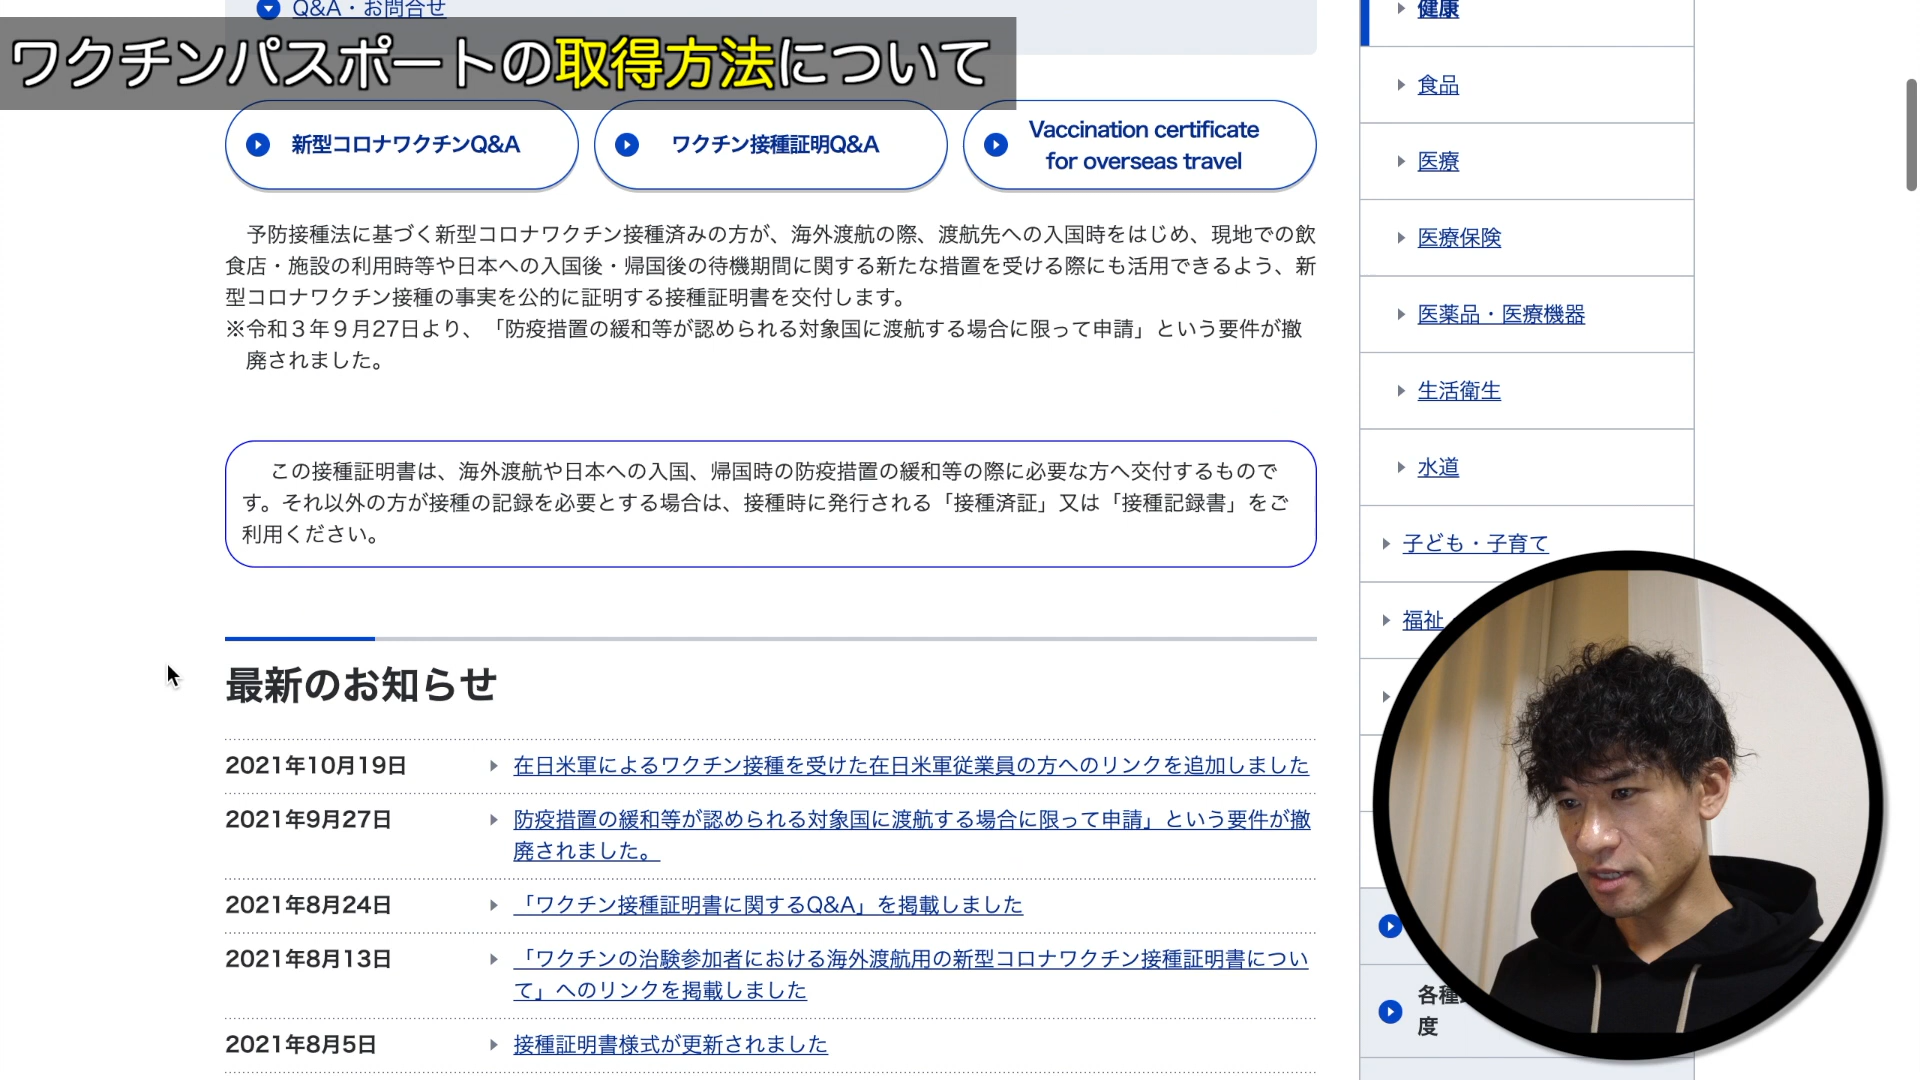 Q&A・お問合せ
ワクチンパスポートの取得方法について
新型コロナワクチンQ&A
ワクチン接種証明Q&A
Vaccination certificate
for overseas travel
予防接種法に基づく新型コロナワクチン接種済みの方が、海外渡航の際、渡航先への入国時をはじめ、現地での飲
食店・施設の利用時等や日本への入国後・帰国後の待機期間に関する新たな措置を受ける際にも活用できるよう、新
型コロナワクチン接種の事実を公的に証明する接種証明書を交付します。
※令和３年９月27日より、「防疫措置の緩和等が認められる対象国に渡航する場合に限って申請」という要件が撤
廃されました。
この接種証明書は、海外渡航や日本への入国、帰国時の防疫措置の緩和等の際に必要な方へ交付するもので
す。それ以外の方が接種の記録を必要とする場合は、接種時に発行される「接種済証」又は「接種記録書」をご
利用ください。
最新のお知らせ
2021年10月19日
在日米軍によるワクチン接種を受けた在日米軍従業員の方へのリンクを追加しました
2021年9月27日
防疫措置の緩和等が認められる対象国に渡航する場合に限って申請」という要件が撤
廃されました。
2021年8月24日
「ワクチン接種証明書に関するQ&A」を掲載しました
2021年8月13日
「ワクチンの治験参加者における海外渡航用の新型コロナワクチン接種証明書につい
て」へのリンクを掲載しました
2021年8月5日
接種証明書様式が更新されました
健康
食品
医療
医療保険
医薬品・医療機器
生活衛生
水道
子ども・子育て
福祉
各種
度